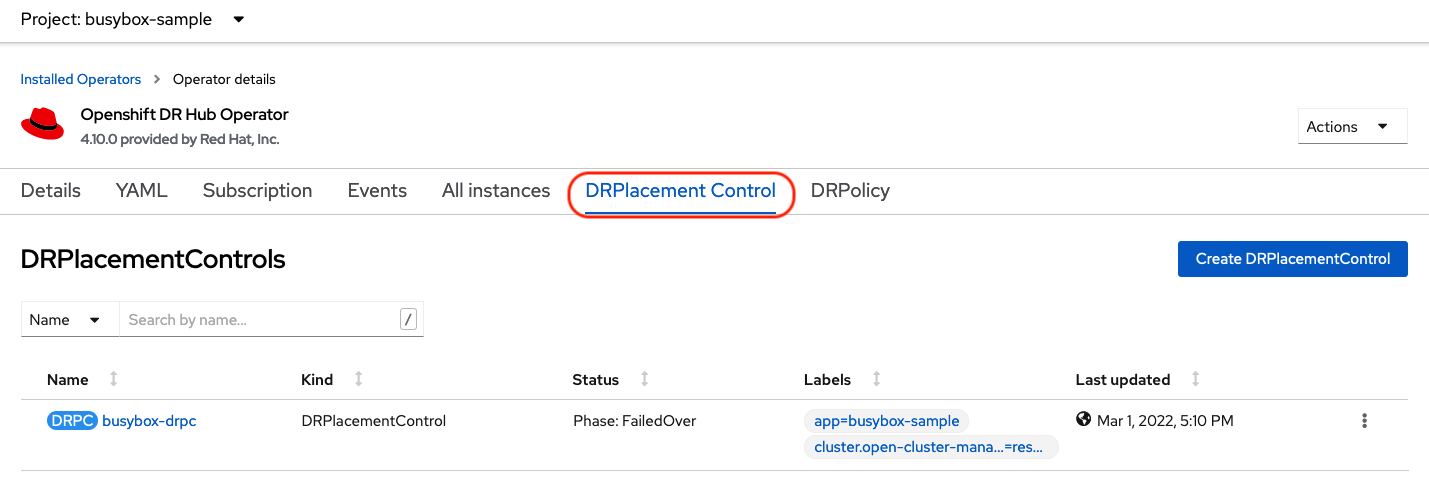 Project: busybox-sample
Installed Operators > Operator details
Openshift DR Hub Operator
4.10.0 provided by Red Hat, Inc.
Actions
Details YAML Subscription Events All instances DRPlacement Control DRPolicy
DRPlacementControls
Create DRPlacementControl
Name Search by name... /
Name Kind Status Labels Last updated
DRPC busybox-drpc DRPlacementControl Phase: FailedOver app=busybox-sample Mar 1, 2022, 5:10 PM
cluster.open-cluster-mana...=res...